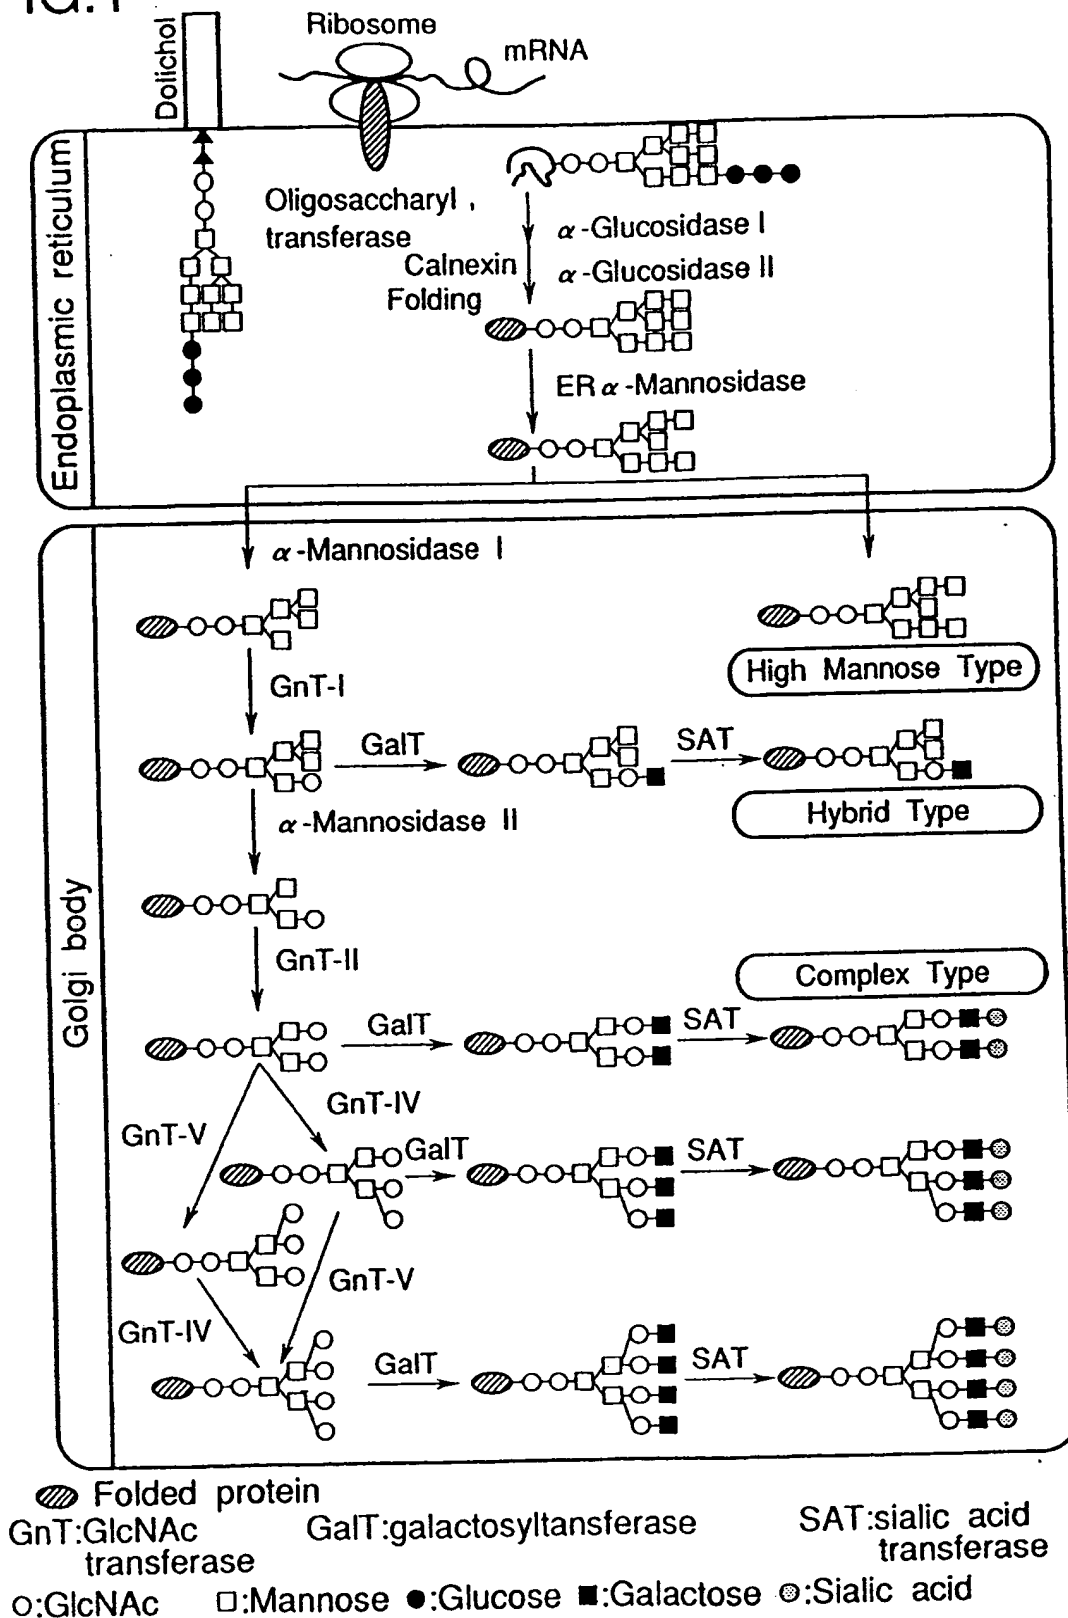 FIG.1
Dolichol
Ribosome
mRNA
Endoplasmic reticulum
Oligosaccharyl
transferase
α-Glucosidase I
Calnexin
Folding
α-Glucosidase II
ER α-Mannosidase
Golgi body
α-Mannosidase I
High Mannose Type
GnT-I
GalT
SAT
Hybrid Type
α-Mannosidase II
GnT-II
Complex Type
GalT
SAT
GnT-V
GnT-IV
GalT
SAT
GnT-V
GnT-IV
GalT
SAT
Folded protein
GnT:GlcNAc
transferase
GalT:galactosyltansferase
SAT:sialic acid
transferase
○:GlcNAc □:Mannose ●:Glucose ■:Galactose :Sialic acid